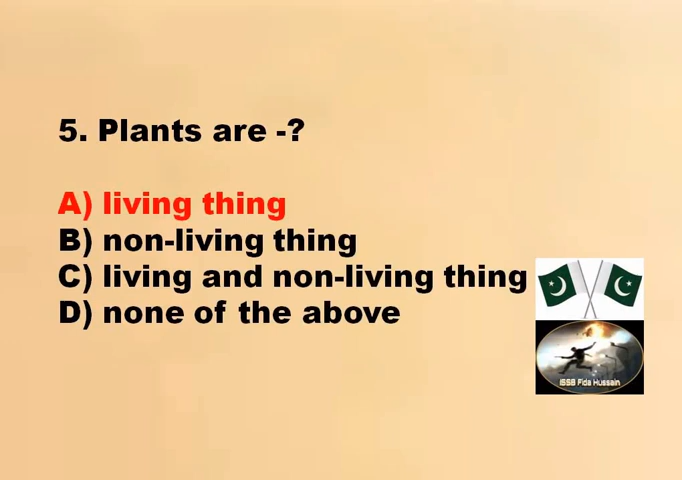 5. Plants are -?
A) living thing
B) non-living thing
C) living and non-living thing
D) none of the above
ISSB Fida Hussain